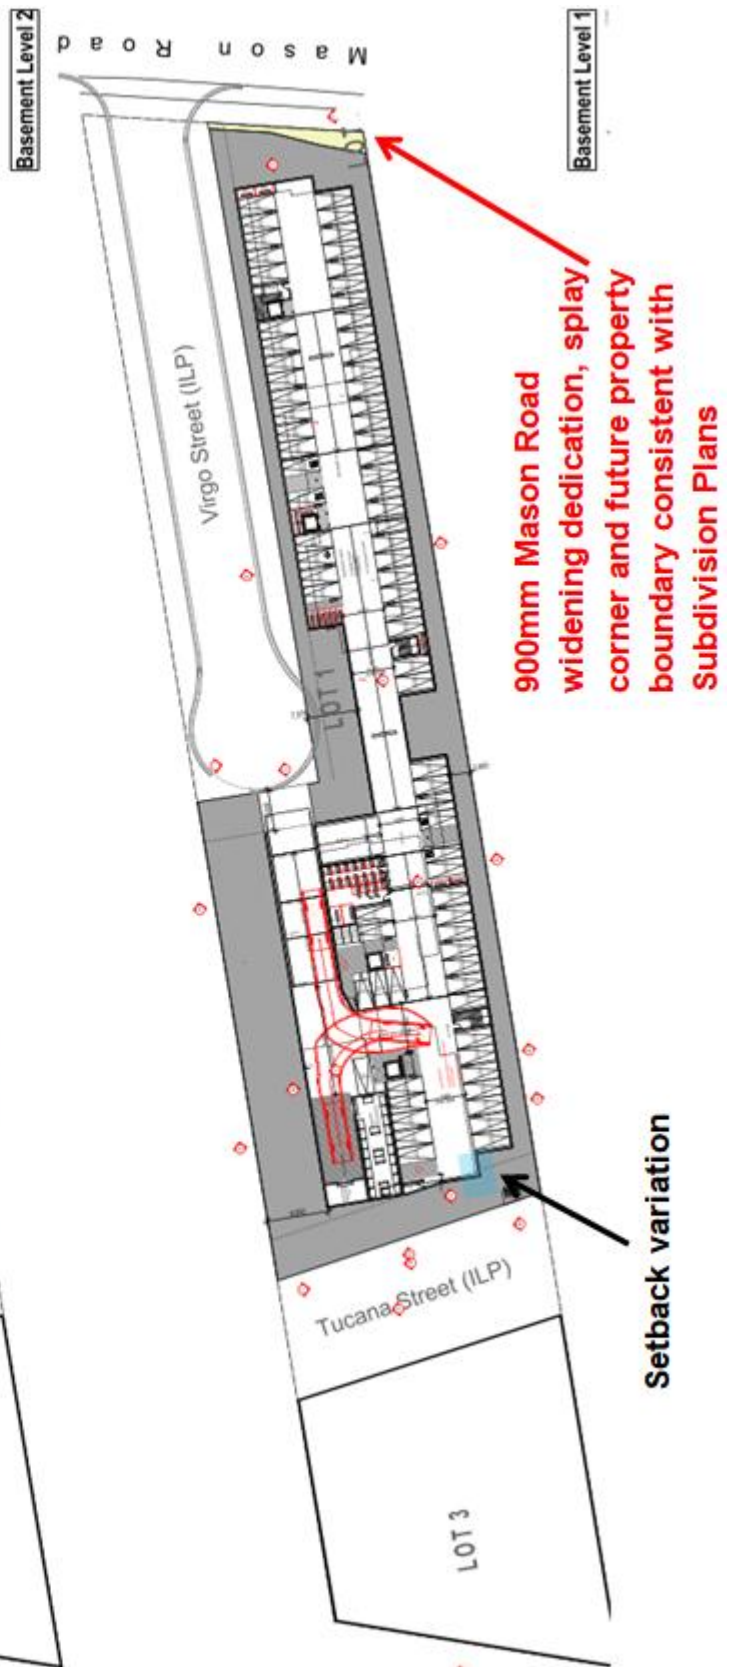 Basement Level 2
Mason Road
Basement Level 1
Virgo Street (ILP)
LOT 1
900mm Mason Road
widening dedication, splay
corner and future property
boundary consistent with
Subdivision Plans
Setback variation
Tucana Street (ILP)
LOT 3